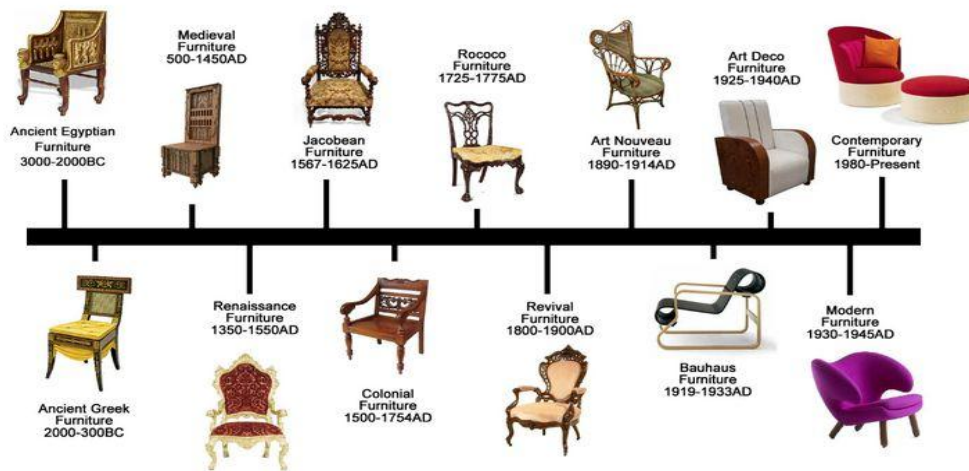 Ancient Egyptian
Furniture
3000-2000BC
Medieval
Furniture
500-1450AD
Jacobean
Furniture
1567-1625AD
Rococo
Furniture
1725-1775AD
Art Nouveau
Furniture
1890-1914AD
Art Deco
Furniture
1925-1940AD
Contemporary
Furniture
1980-Present
Ancient Greek
Furniture
2000-300BC
Renaissance
Furniture
1350-1550AD
Colonial
Furniture
1500-1754AD
Revival
Furniture
1800-1900AD
Bauhaus
Furniture
1919-1933AD
Modern
Furniture
1930-1945AD